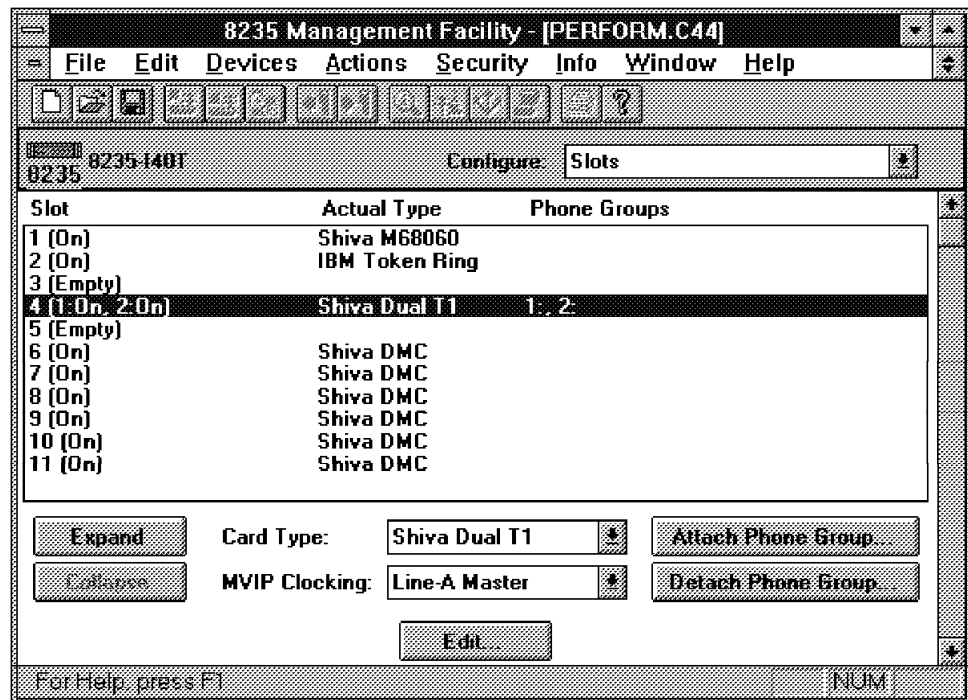 8235 Management Facility - [PERFORM.C44]
File Edit Devices Actions Security Info Window Help
8235 8235-I40T Configure: Slots
Slot Actual Type Phone Groups
1 (On) Shiva M68060
2 (On) IBM Token Ring
3 (Empty)
4 (1:On, 2:On) Shiva Dual T1 1:, 2:
5 (Empty)
6 (On) Shiva DMC
7 (On) Shiva DMC
8 (On) Shiva DMC
9 (On) Shiva DMC
10 (On) Shiva DMC
11 (On) Shiva DMC
Expand Card Type: Shiva Dual T1 Attach Phone Group...
Collapse MVIP Clocking: Line-A Master Detach Phone Group...
Edit...
For Help, press F1 NUM